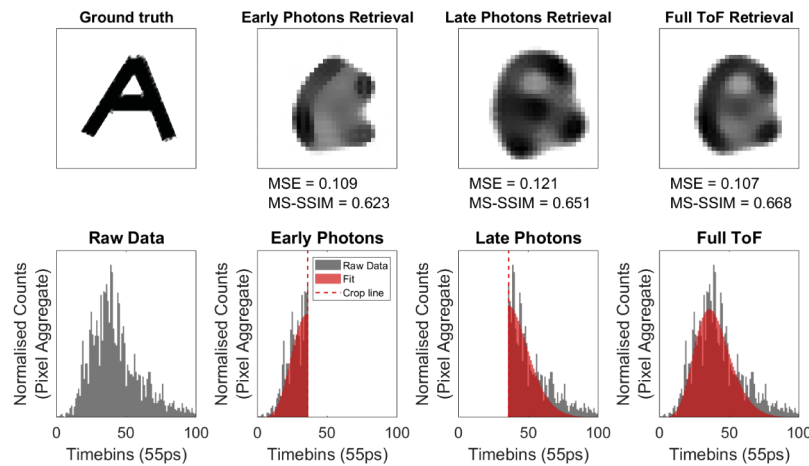 Ground truth
Early Photons Retrieval
Late Photons Retrieval
Full ToF Retrieval
MSE = 0.109
MS-SSIM = 0.623
MSE = 0.121
MS-SSIM = 0.651
MSE = 0.107
MS-SSIM = 0.668
Raw Data
Normalised Counts
(Pixel Aggregate)
0 50 100
Timebins (55ps)
Early Photons
Normalised Counts
(Pixel Aggregate)
Raw Data
Fit
Crop line
0 50 100
Timebins (55ps)
Late Photons
Normalised Counts
(Pixel Aggregate)
0 50 100
Timebins (55ps)
Full ToF
Normalised Counts
(Pixel Aggregate)
0 50 100
Timebins (55ps)
A